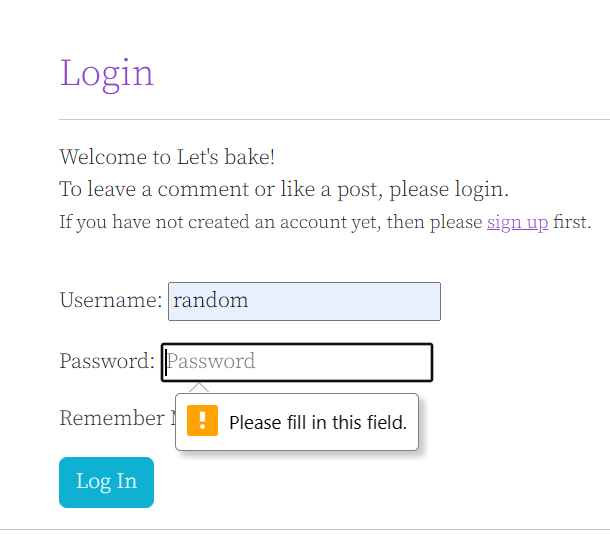 Login
Welcome to Let's bake!
To leave a comment or like a post, please login.
If you have not created an account yet, then please sign up first.
Username: random
Password: Password
Remember
Please fill in this field.
Log In